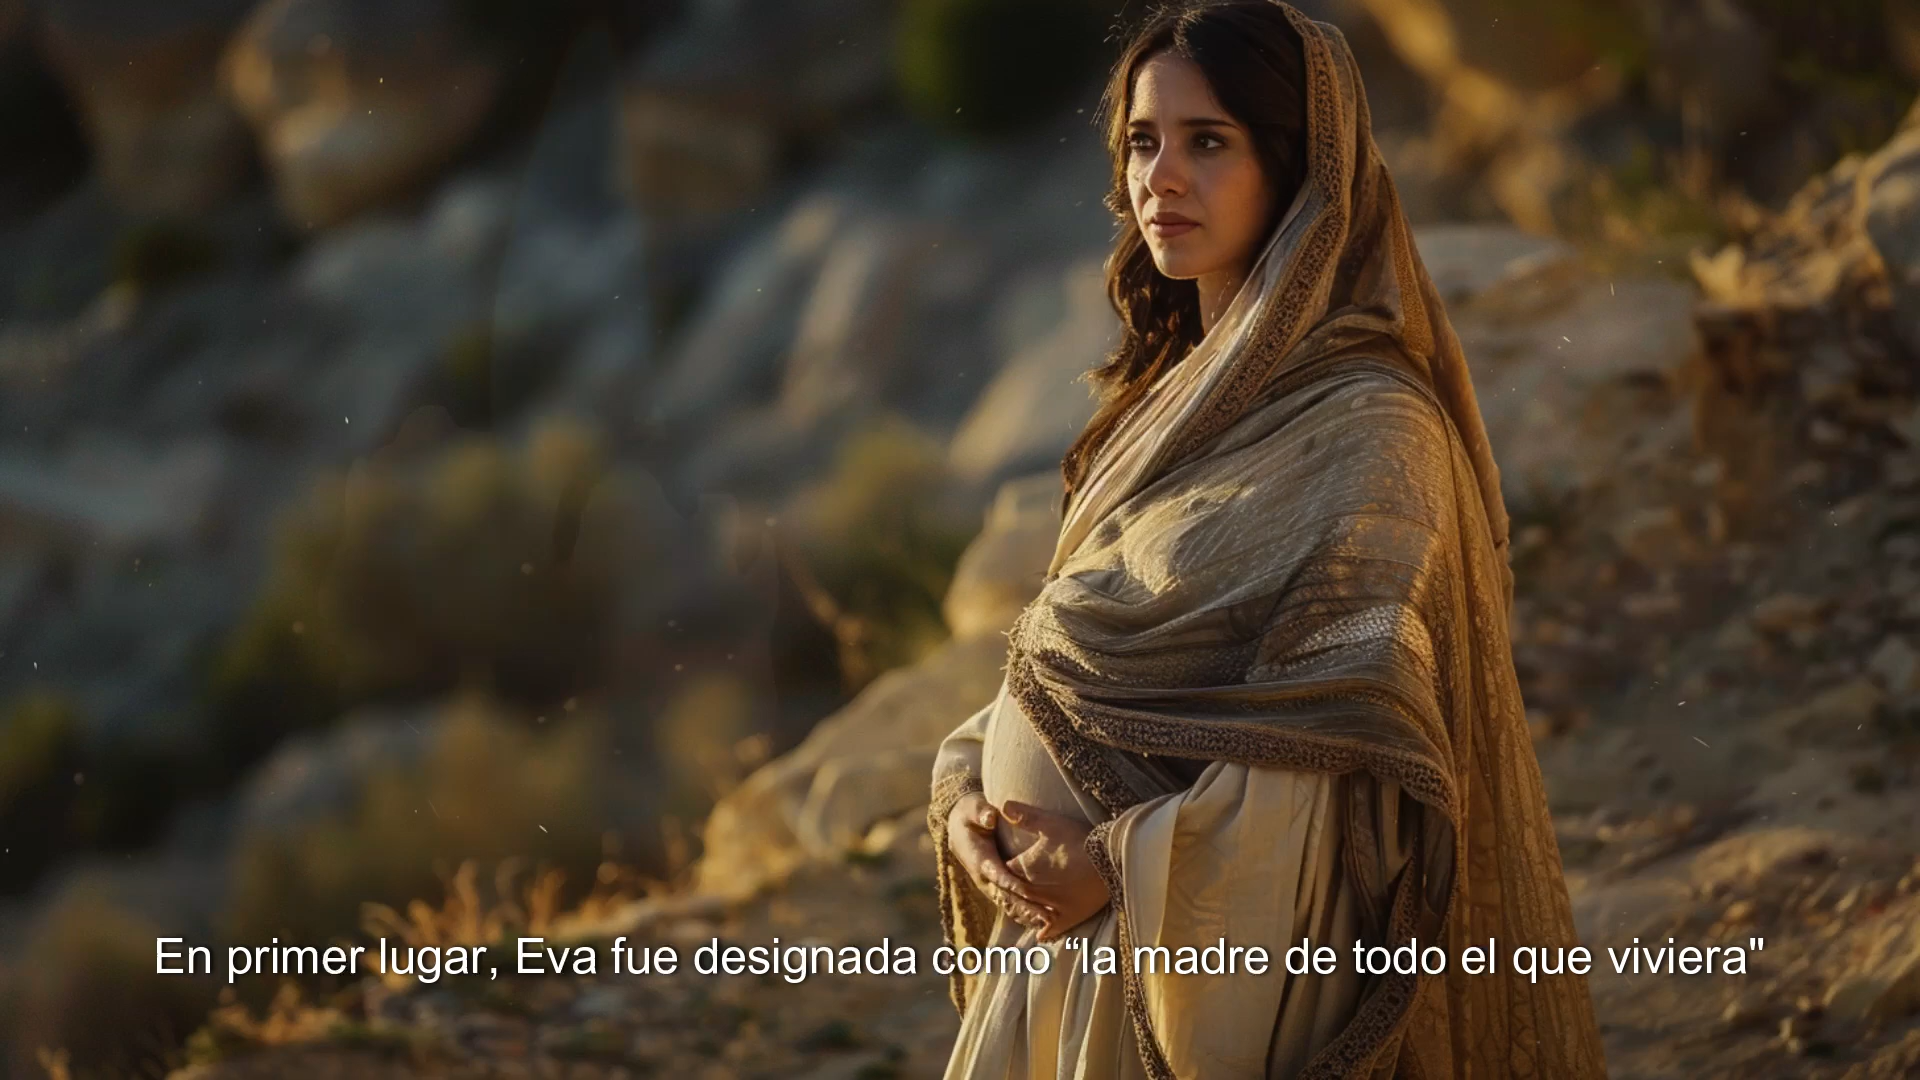 En primer lugar, Eva fue designada como “la madre de todo el que viviera"